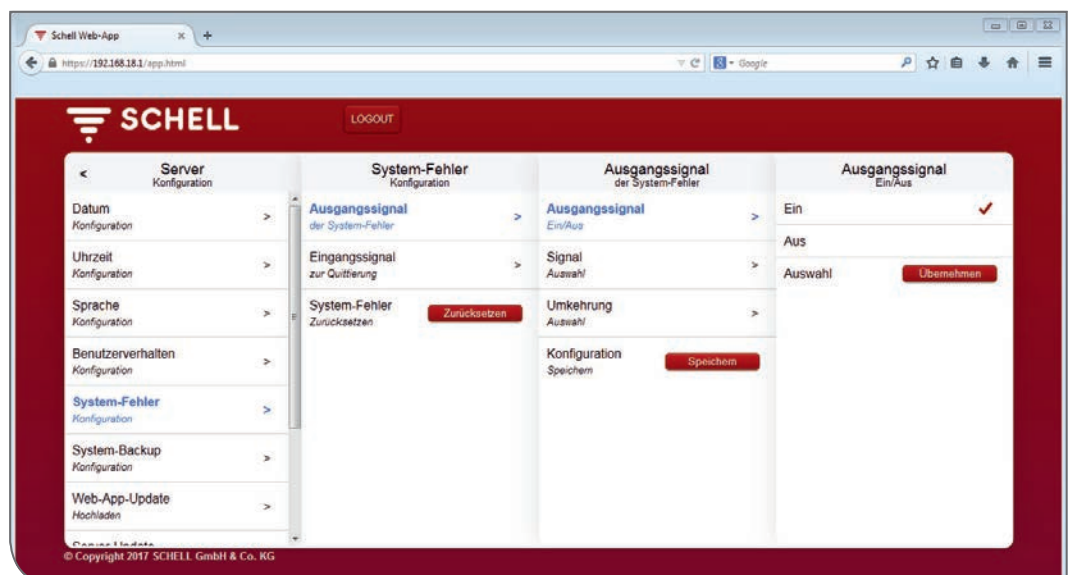 Schell Web-App
https://192.168.18.1/app.html
Google
SCHELL
LOGOUT
Server
Konfiguration
Datum
Konfiguration
Uhrzeit
Konfiguration
Sprache
Konfiguration
Benutzerverhalten
Konfiguration
System-Fehler
Konfiguration
System-Backup
Konfiguration
Web-App-Update
Hochladen
System-Fehler
Konfiguration
Ausgangssignal
der System-Fehler
Eingangssignal
zur Quittierung
System-Fehler
Zurücksetzen
Zurücksetzen
Ausgangssignal
der System-Fehler
Ausgangssignal
Ein/Aus
Signal
Auswahl
Umkehrung
Auswahl
Konfiguration
Speichern
Speichern
Ausgangssignal
Ein/Aus
Ein
Aus
Auswahl
Übernehmen
© Copyright 2017 SCHELL GmbH & Co. KG